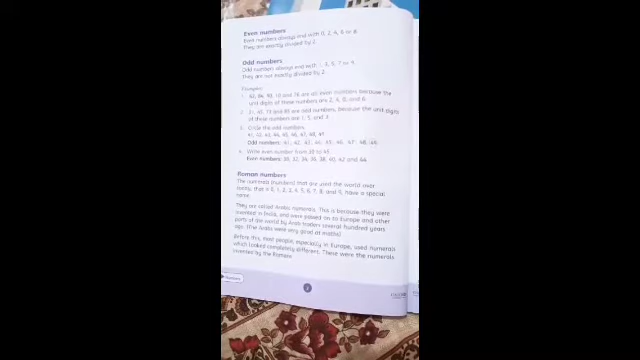 Even numbers
Even numbers always end with 0, 2, 4, 6 or 8.
They are exactly divided by 2.
Odd numbers
Odd numbers always end with 1, 3, 5, 7 or 9.
They are not exactly divided by 2.
Examples
1. 42, 64, 98, 10 and 76 are all even numbers because the
unit digits of these numbers are 2, 4, 8, and 6.
2. 21, 45, 73 and 85 are odd numbers, because the unit digits
of these numbers are 1, 5, and 3.
3. Circle the odd numbers.
41, 42, 43, 44, 45, 46, 47, 48, 49
Odd numbers: 41, 42, 43, 44, 45, 46, 47, 48, 49
4. Write even number from 30 to 45
Even numbers: 30, 32, 34, 36, 38, 40, 42 and 44
Roman numbers
The numerals (numbers) that are used the world over
today, that is 0, 1, 2, 3, 4, 5, 6, 7, 8, and 9, have a special
name.
They are called Arabic numerals. This is because they were
invented in India, and were passed on to Europe and other
parts of the world by Arab traders several hundred years
ago. (The Arabs were very good at maths)
Before this, most people, especially in Europe, used numerals
which looked completely different. These were the numerals
invented by the Romans.
Numbers